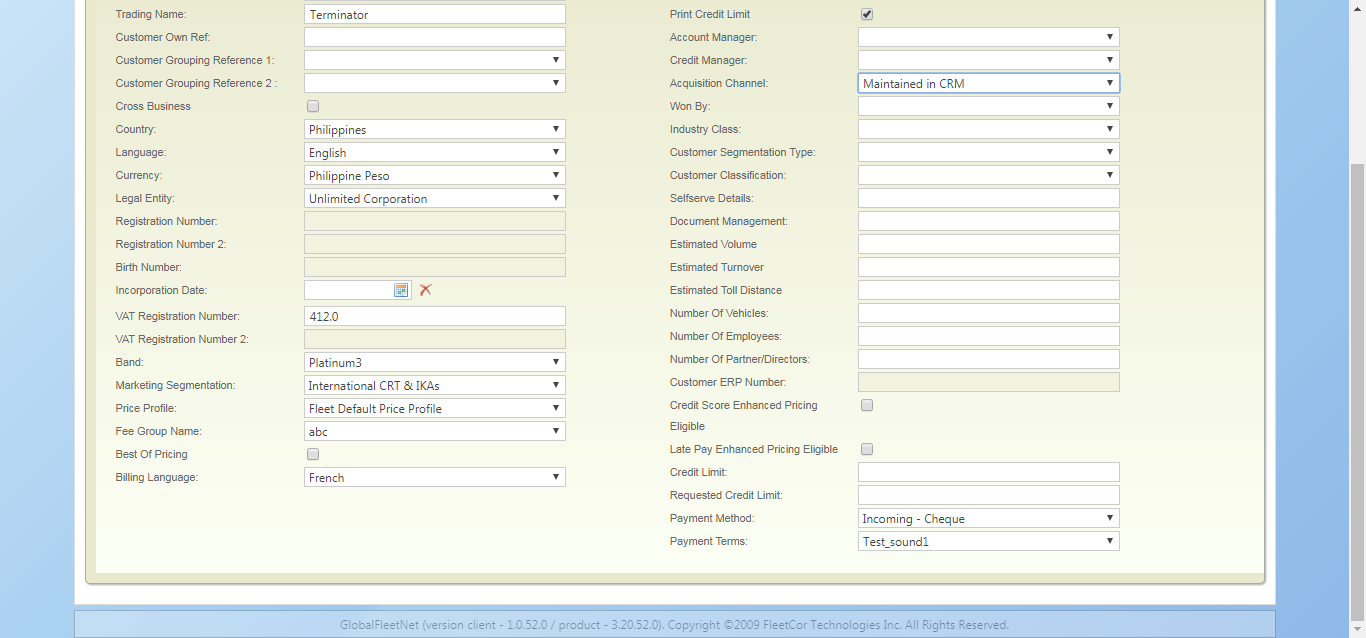 Trading Name: Terminator
Customer Own Ref:
Customer Grouping Reference 1:
Customer Grouping Reference 2 :
Cross Business
Country: Philippines
Language: English
Currency: Philippine Peso
Legal Entity: Unlimited Corporation
Registration Number:
Registration Number 2:
Birth Number:
Incorporation Date:
VAT Registration Number: 412.0
VAT Registration Number 2:
Band: Platinum3
Marketing Segmentation: International CRT & IKAs
Price Profile: Fleet Default Price Profile
Fee Group Name: abc
Best Of Pricing
Billing Language: French
Print Credit Limit
Account Manager:
Credit Manager:
Acquisition Channel: Maintained in CRM
Won By:
Industry Class:
Customer Segmentation Type:
Customer Classification:
Selfserve Details:
Document Management:
Estimated Volume
Estimated Turnover
Estimated Toll Distance
Number Of Vehicles:
Number Of Employees:
Number Of Partner/Directors:
Customer ERP Number:
Credit Score Enhanced Pricing
Eligible
Late Pay Enhanced Pricing Eligible
Credit Limit:
Requested Credit Limit:
Payment Method: Incoming - Cheque
Payment Terms: Test_sound1
GlobalFleetNet (version client - 1.0.52.0 / product - 3.20.52.0). Copyright ©2009 FleetCor Technologies Inc. All Rights Reserved.